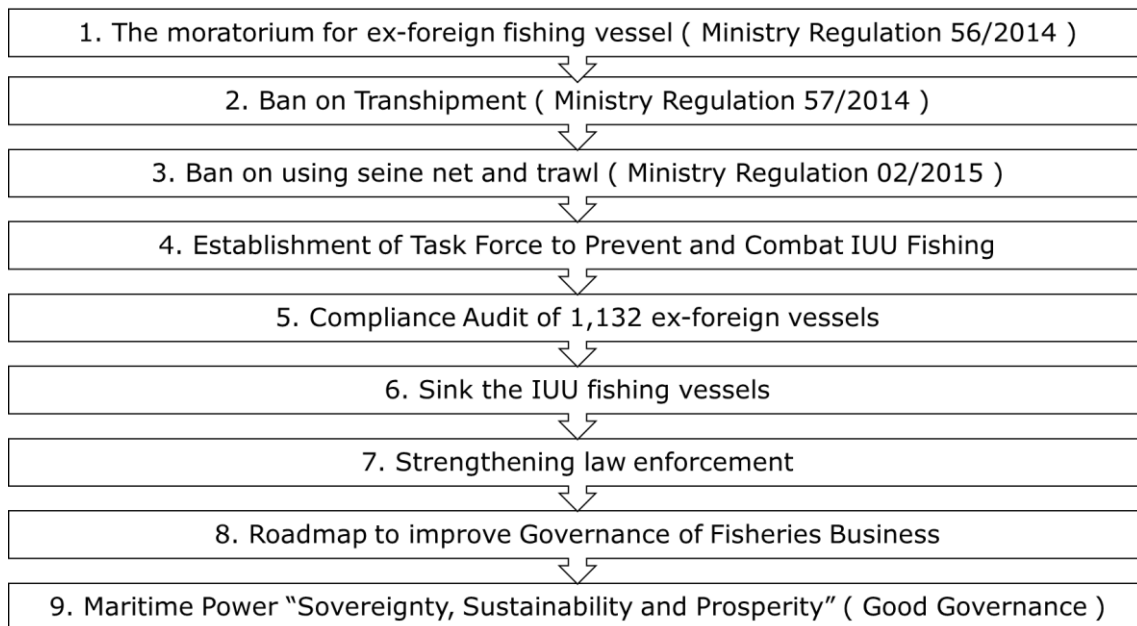 1. The moratorium for ex-foreign fishing vessel ( Ministry Regulation 56/2014 )
2. Ban on Transhipment ( Ministry Regulation 57/2014 )
3. Ban on using seine net and trawl ( Ministry Regulation 02/2015 )
4. Establishment of Task Force to Prevent and Combat IUU Fishing
5. Compliance Audit of 1,132 ex-foreign vessels
6. Sink the IUU fishing vessels
7. Strengthening law enforcement
8. Roadmap to improve Governance of Fisheries Business
9. Maritime Power “Sovereignty, Sustainability and Prosperity” ( Good Governance )